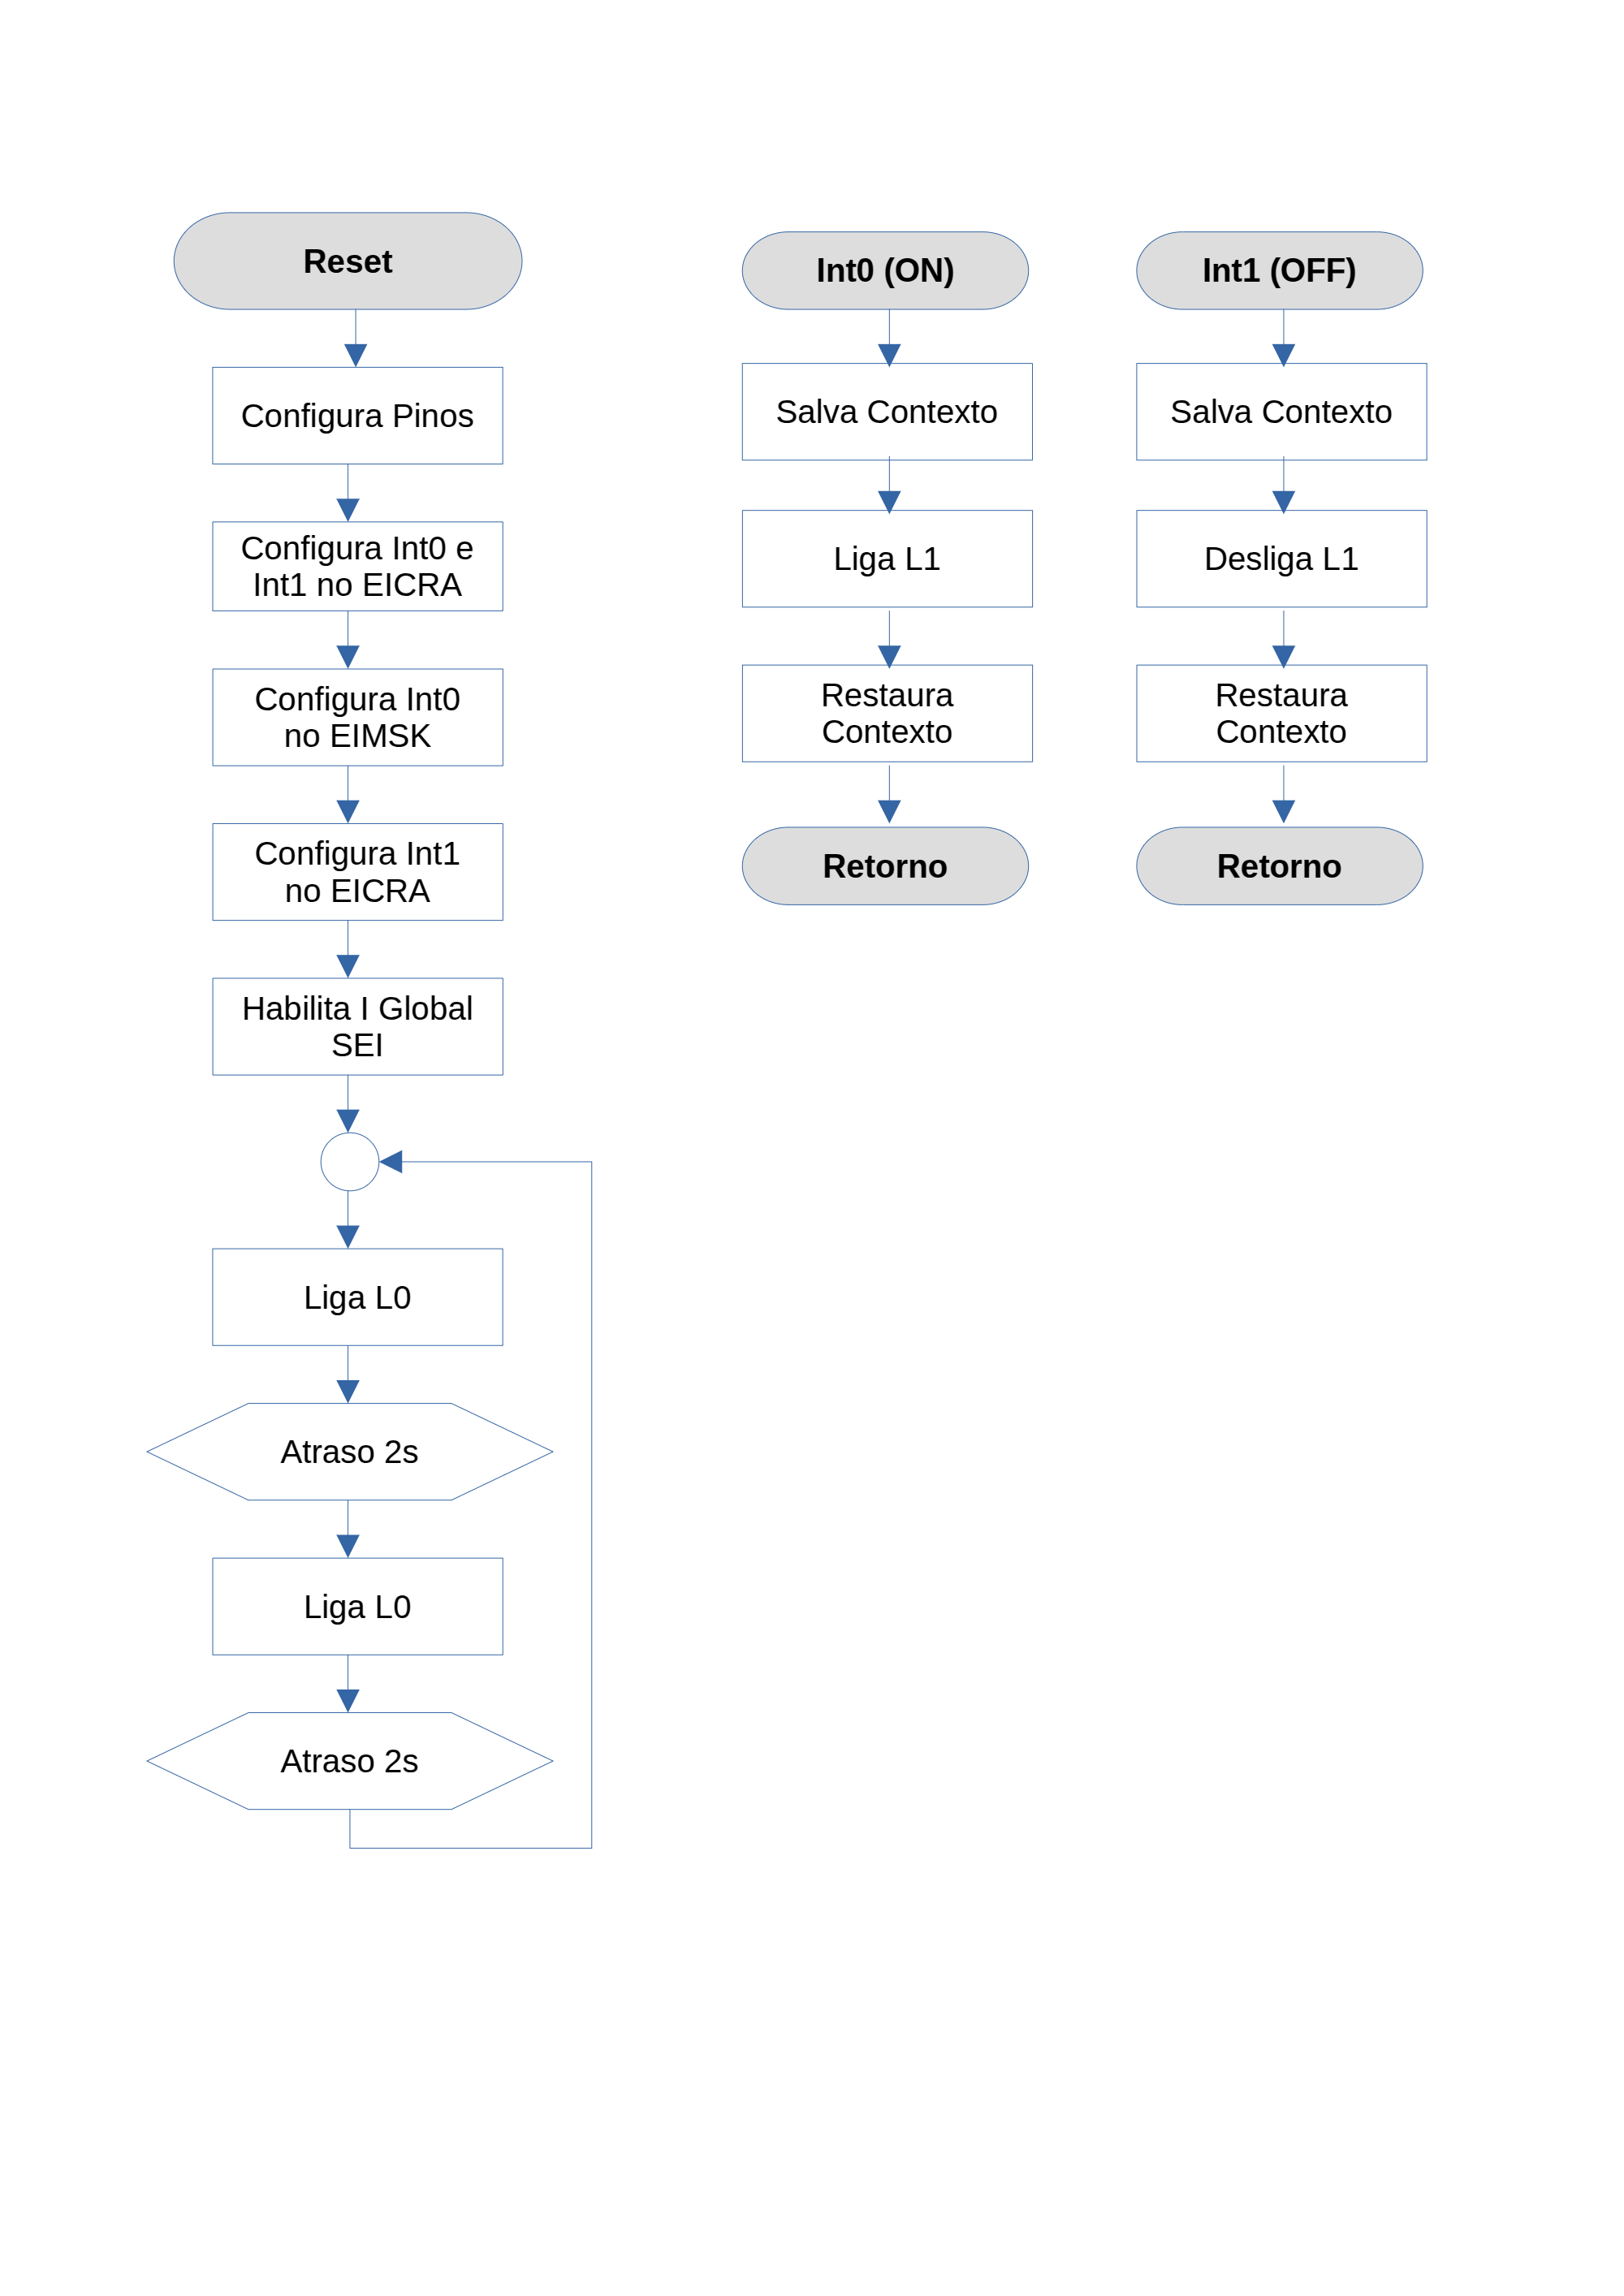 Reset
Configura Pinos
Configura Int0 e
Int1 no EICRA
Configura Int0
no EIMSK
Configura Int1
no EICRA
Habilita I Global
SEI
Liga L0
Atraso 2s
Liga L0
Atraso 2s
Int0 (ON)
Salva Contexto
Liga L1
Restaura
Contexto
Retorno
Int1 (OFF)
Salva Contexto
Desliga L1
Restaura
Contexto
Retorno